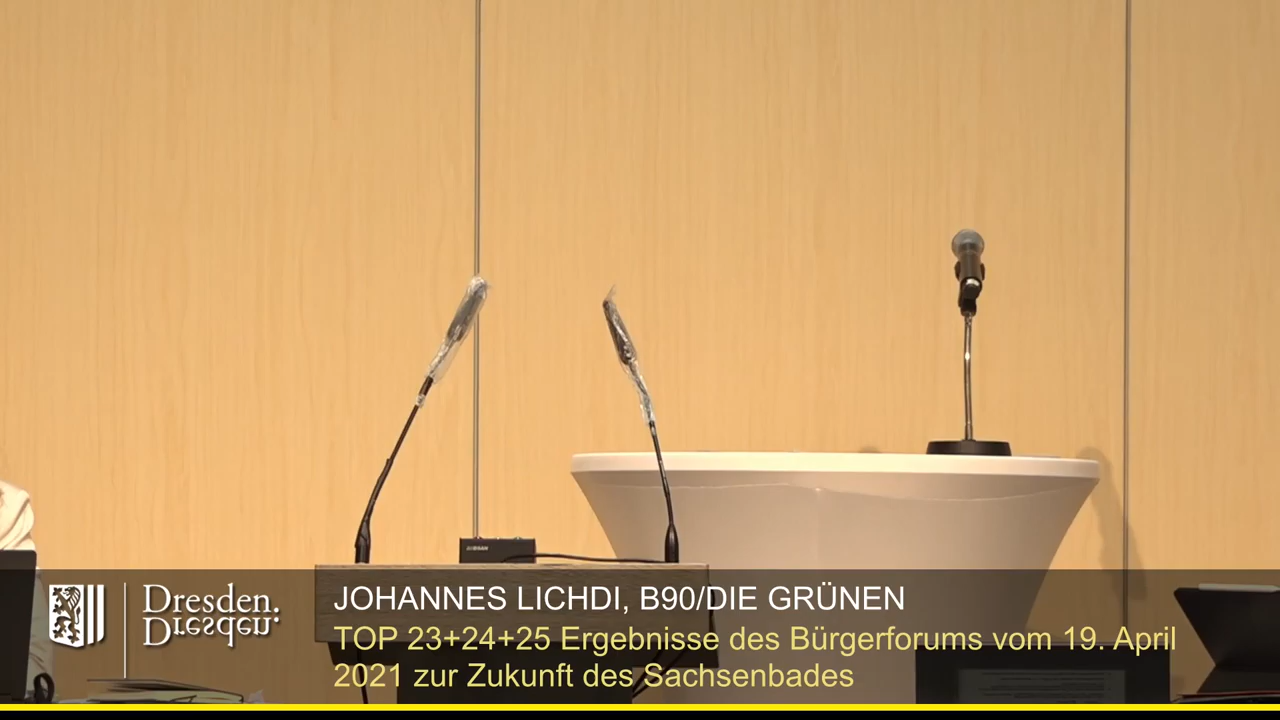 JOHANNES LICHDI, B90/DIE GRÜNEN
Dresden.
Dresden.
TOP 23+24+25 Ergebnisse des Bürgerforums vom 19. April
2021 zur Zukunft des Sachsenbades